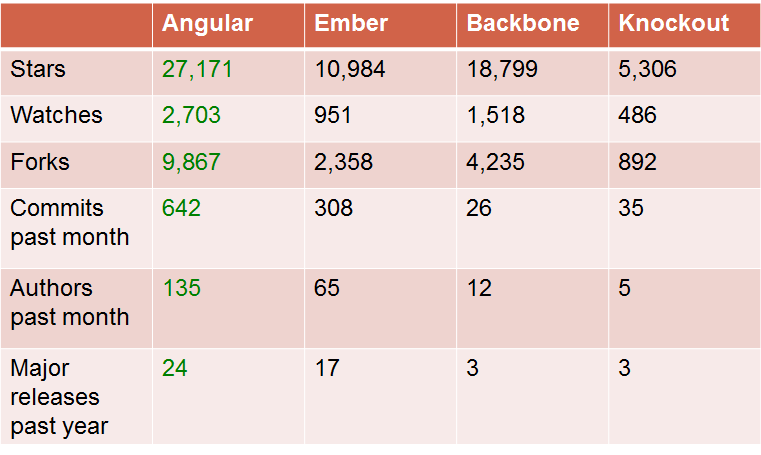 Angular Ember Backbone Knockout
Stars 27,171 10,984 18,799 5,306
Watches 2,703 951 1,518 486
Forks 9,867 2,358 4,235 892
Commits 642 308 26 35
past month
Authors 135 65 12 5
past month
Major 24 17 3 3
releases
past year